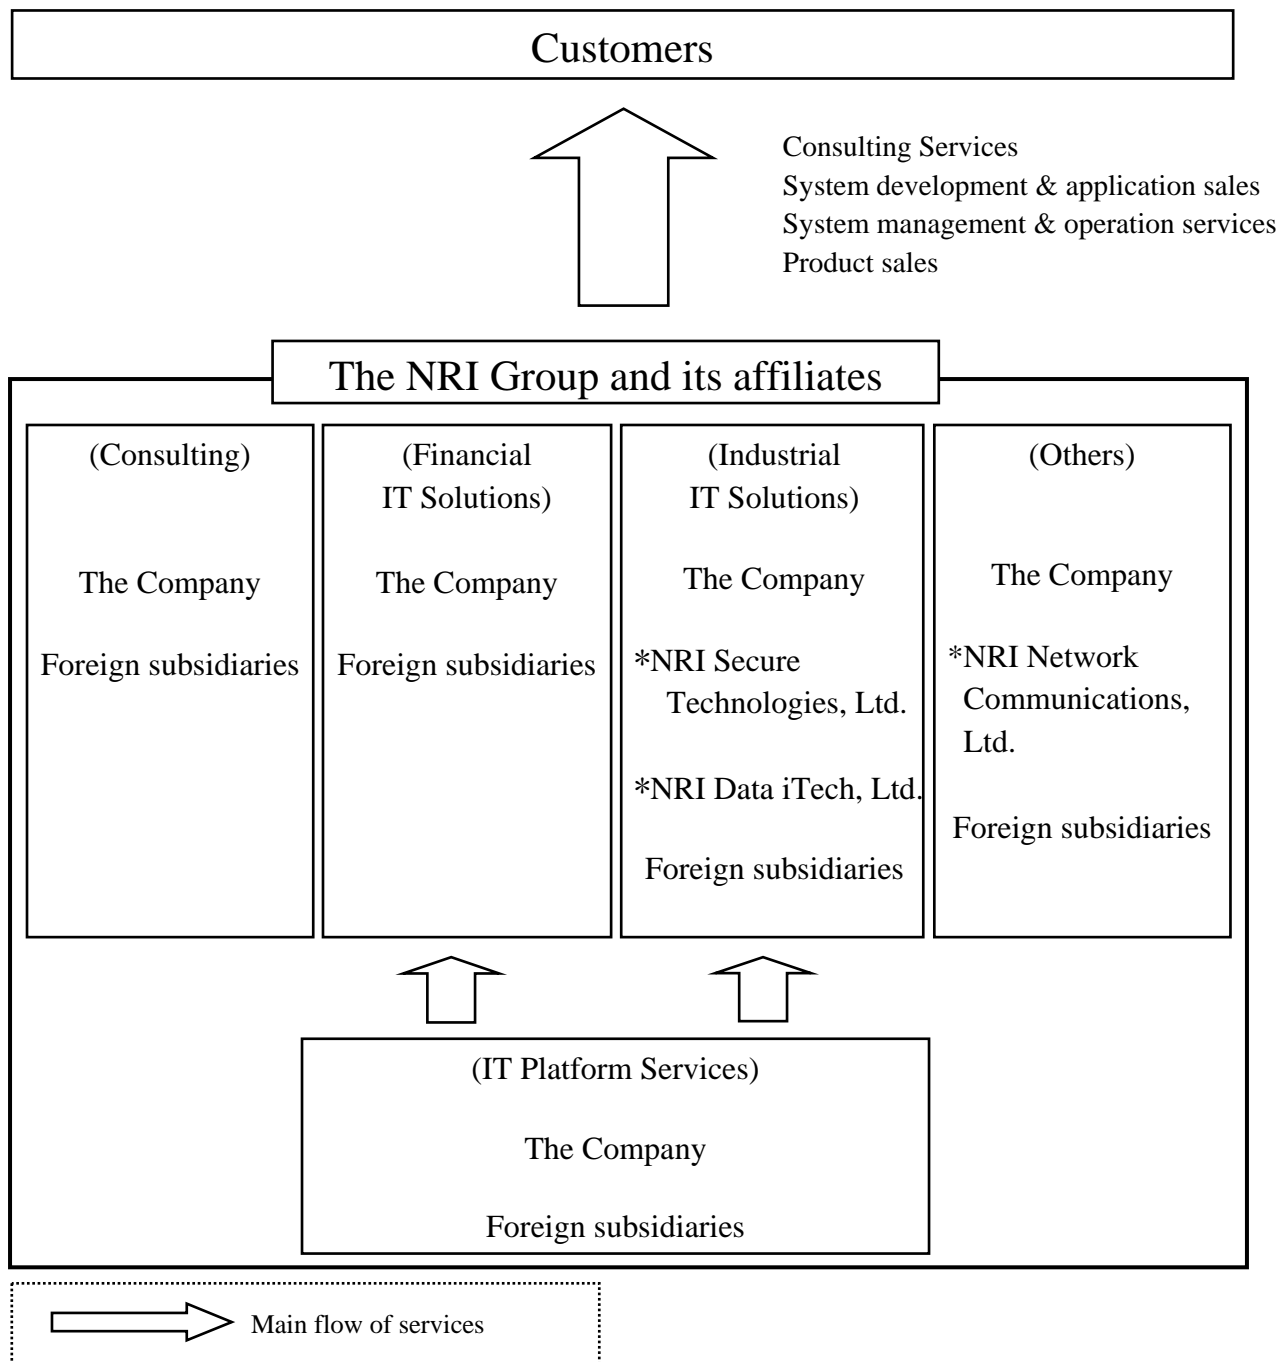 Customers
Consulting Services
System development & application sales
System management & operation services
Product sales
The NRI Group and its affiliates
(Consulting)
The Company
Foreign subsidiaries
(Financial
IT Solutions)
The Company
Foreign subsidiaries
(Industrial
IT Solutions)
The Company
*NRI Secure
Technologies, Ltd.
*NRI Data iTech, Ltd.
Foreign subsidiaries
(Others)
The Company
*NRI Network
Communications,
Ltd.
Foreign subsidiaries
(IT Platform Services)
The Company
Foreign subsidiaries
Main flow of services